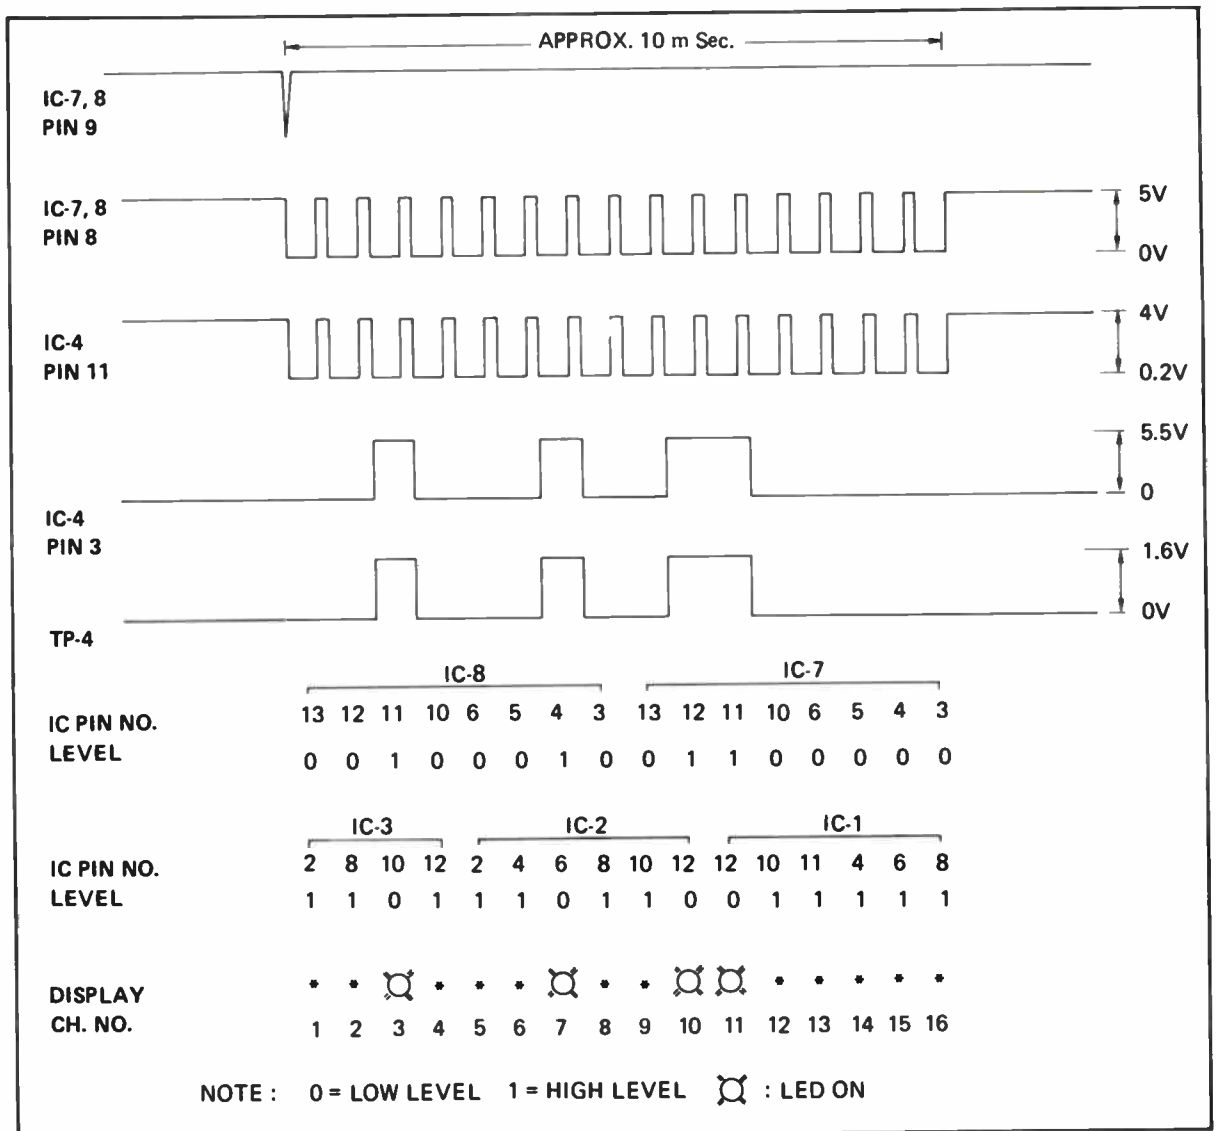 APPROX. 10 m Sec.
IC-7, 8
PIN 9
IC-7, 8
PIN 8
5V
0V
IC-4
PIN 11
4V
0.2V
IC-4
PIN 3
5.5V
0
TP-4
1.6V
0V
IC-8 IC-7
IC PIN NO. 13 12 11 10 6 5 4 3 13 12 11 10 6 5 4 3
LEVEL 0 0 1 0 0 0 1 0 0 1 1 0 0 0 0 0
IC-3 IC-2 IC-1
IC PIN NO. 2 8 10 12 2 4 6 8 10 12 12 10 11 4 6 8
LEVEL 1 1 0 1 1 1 0 1 1 0 0 1 1 1 1 1
DISPLAY
CH. NO. 1 2 3 4 5 6 7 8 9 10 11 12 13 14 15 16
NOTE : 0 = LOW LEVEL 1 = HIGH LEVEL : LED ON